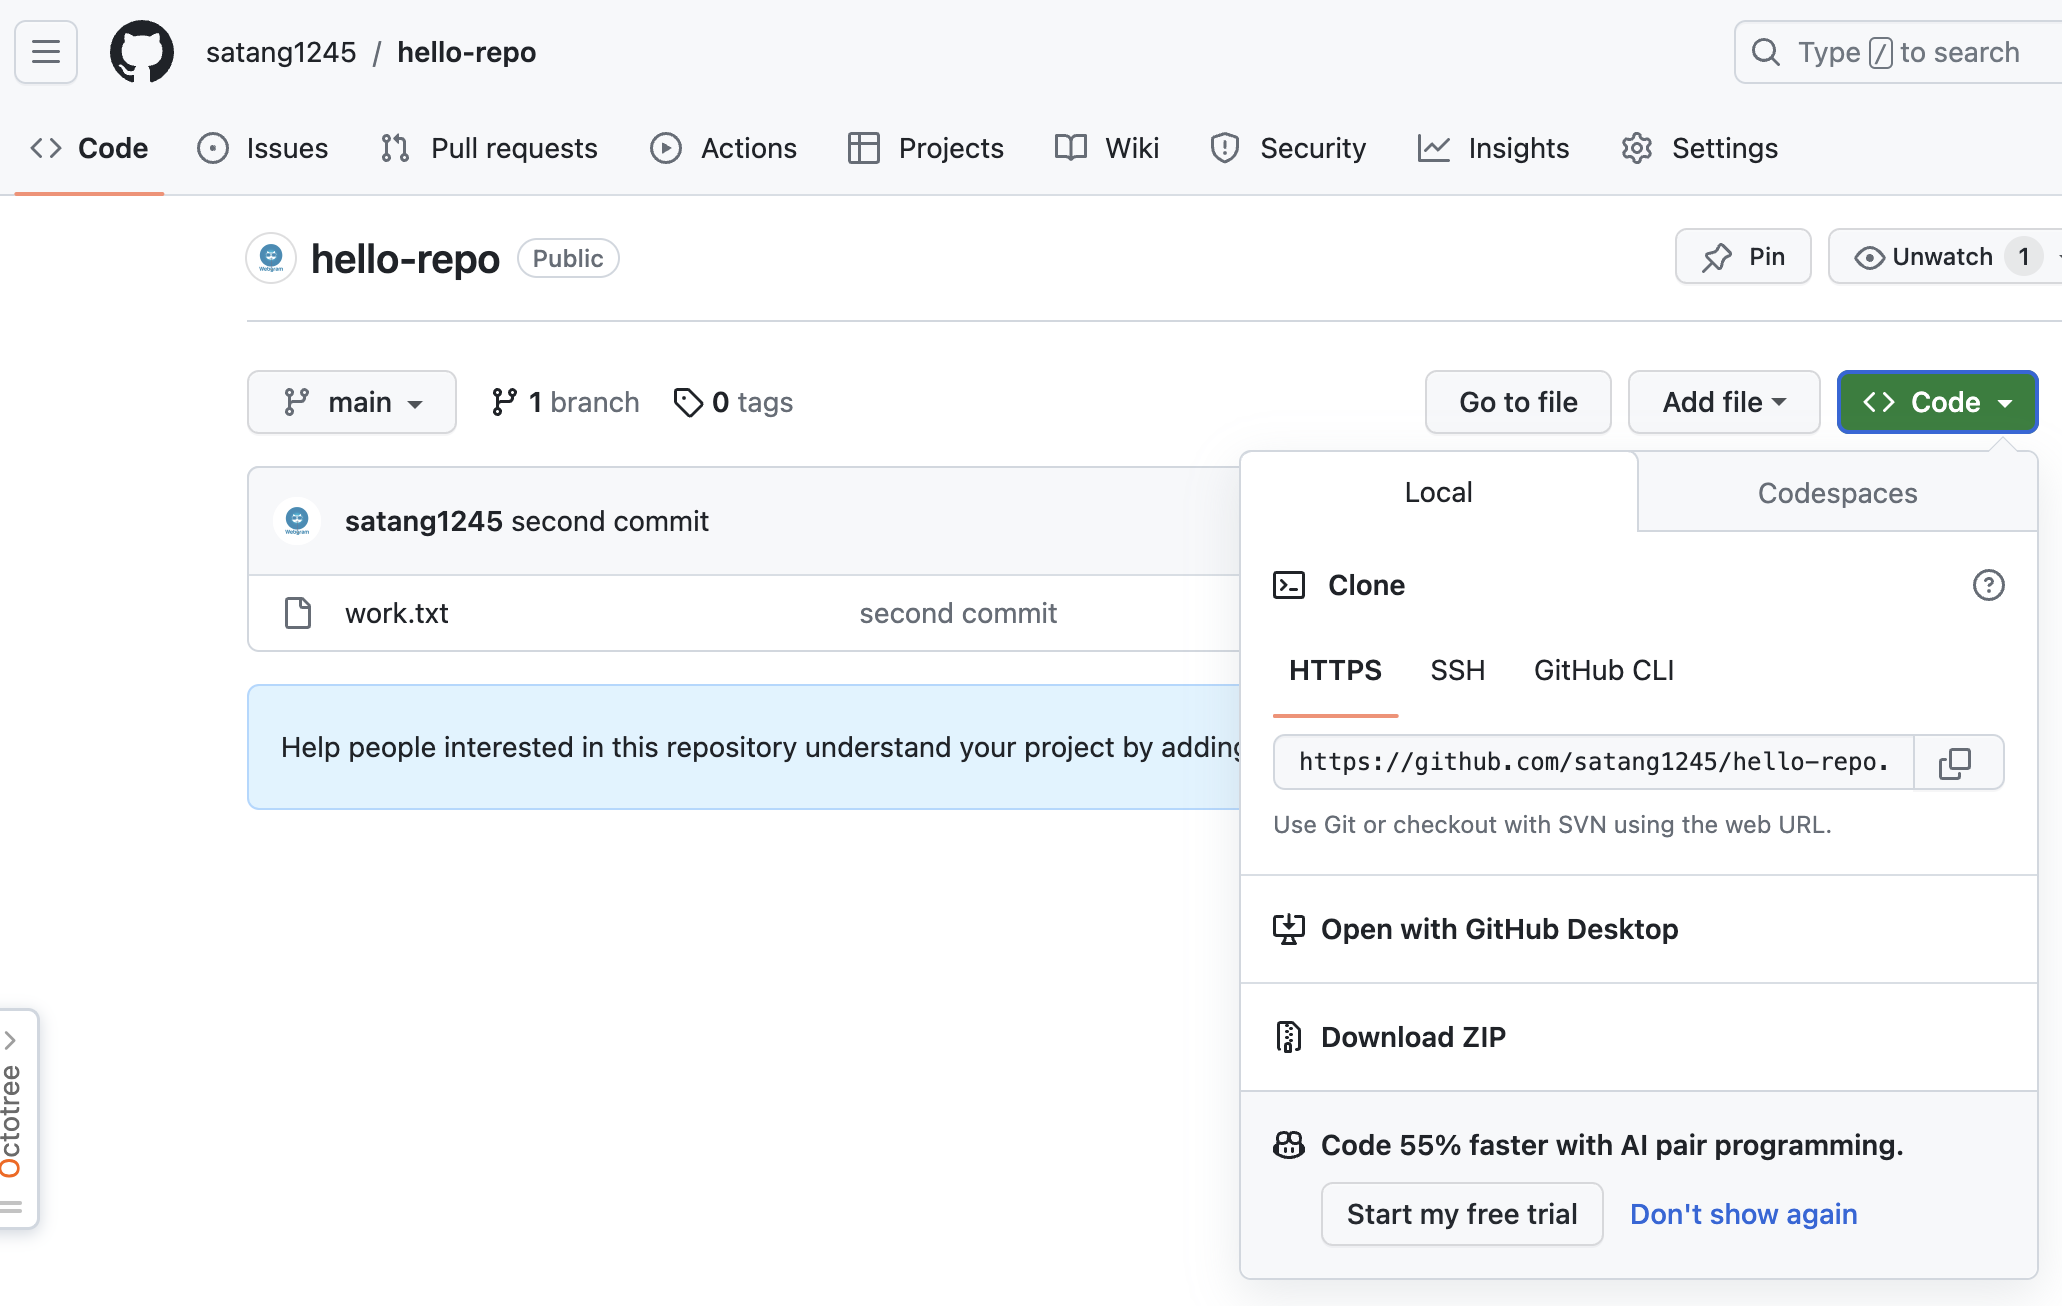 satang1245 / hello-repo
Type / to search
Code
Issues
Pull requests
Actions
Projects
Wiki
Security
Insights
Settings
Webgram
hello-repo
Public
Pin
Unwatch 1
main
1 branch
0 tags
Go to file
Add file
Code
Webgram
satang1245 second commit
work.txt
second commit
Help people interested in this repository understand your project by adding
Local
Codespaces
Clone
HTTPS
SSH
GitHub CLI
https://github.com/satang1245/hello-repo.
Use Git or checkout with SVN using the web URL.
Open with GitHub Desktop
Download ZIP
Code 55% faster with AI pair programming.
Start my free trial
Don't show again
Octotree